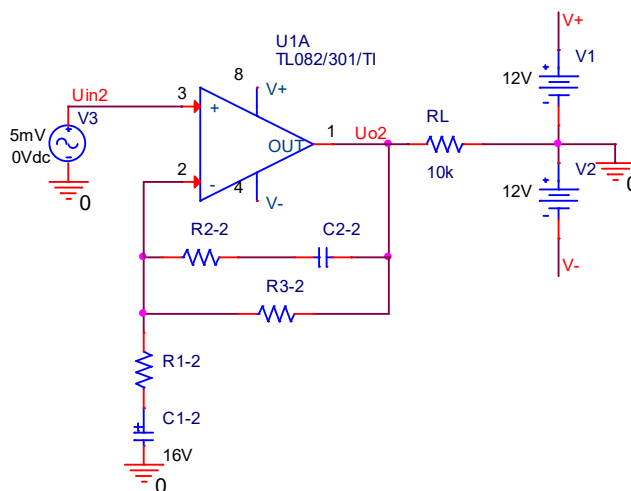 V+
U1A
TL082/301/TI
V1
12V
8
V+
Uin2
3
V3
+
5mV
0Vdc
1
Uo2
OUT
RL
10k
V2
0
2
-
4
V-
12V
0
R2-2
C2-2
V-
R3-2
R1-2
C1-2
16V
0